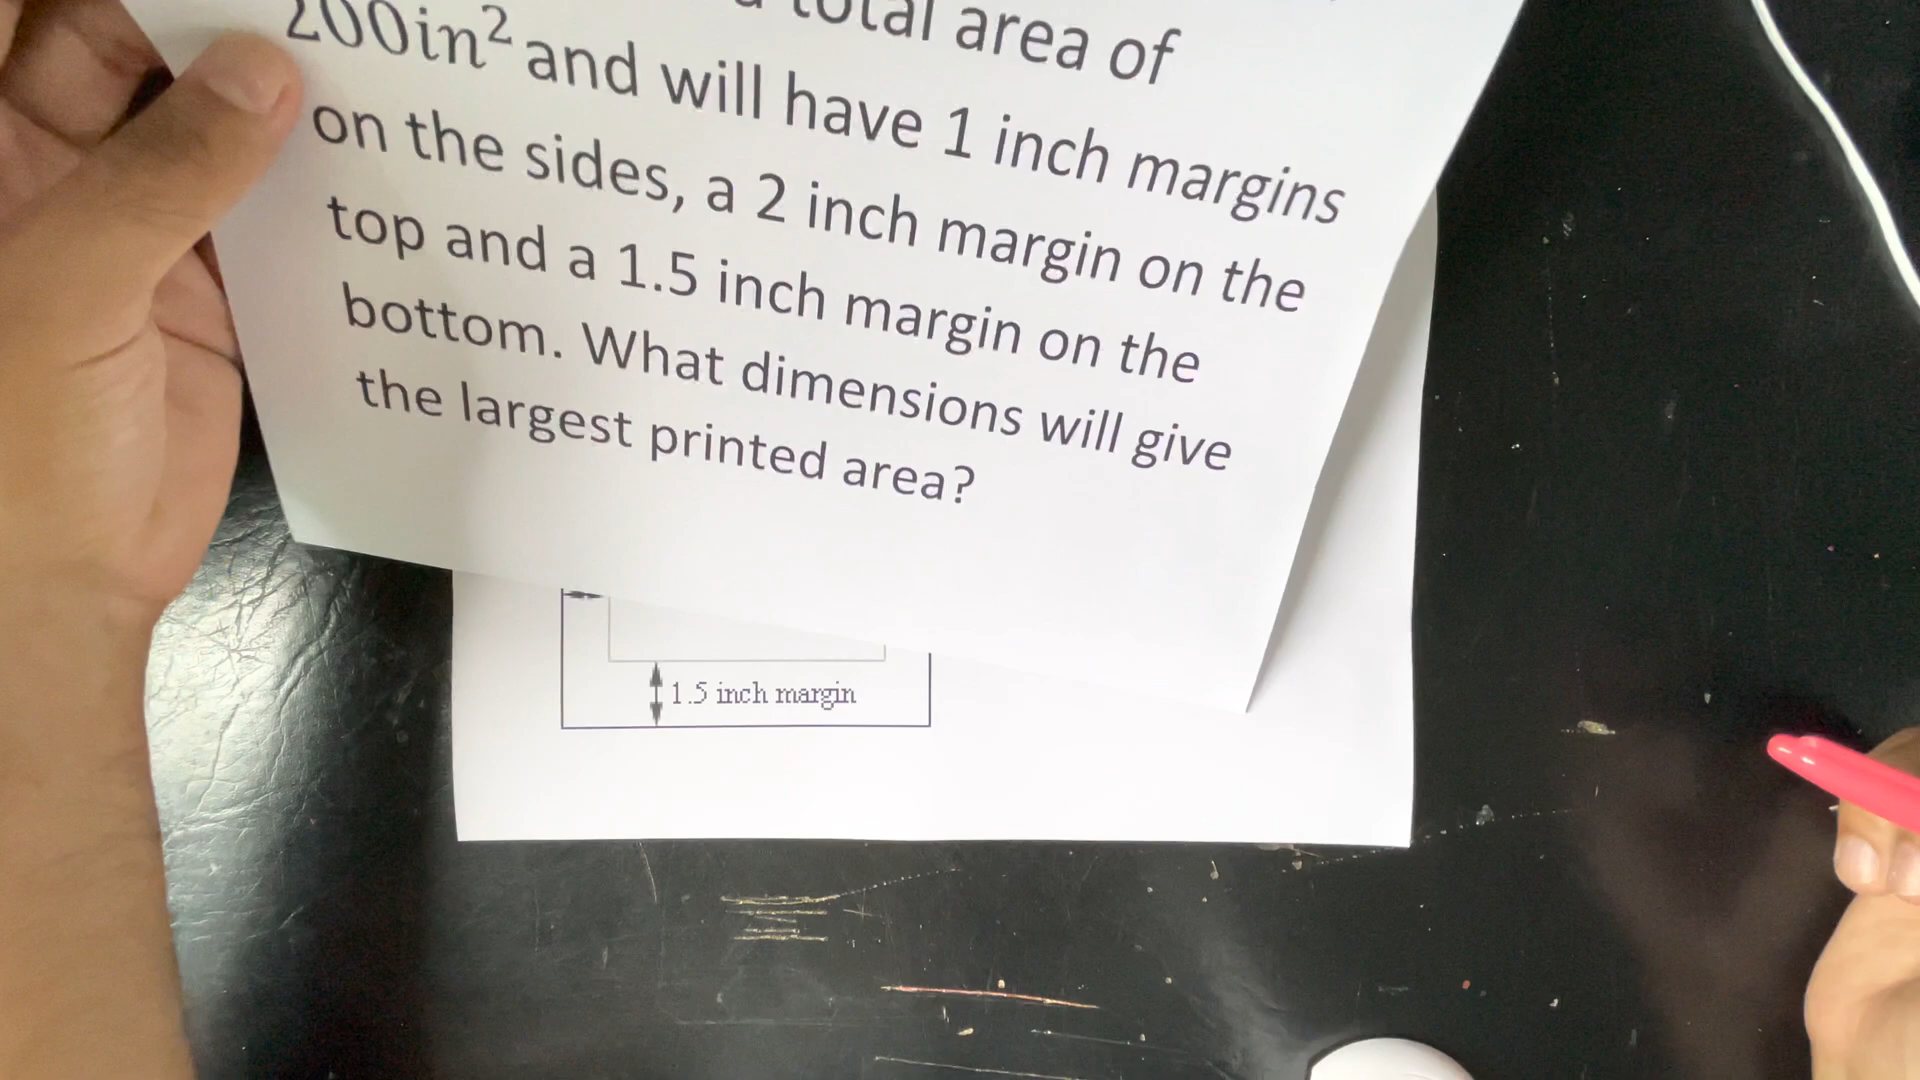 total area of
200in² and will have 1 inch margins
on the sides, a 2 inch margin on the
top and a 1.5 inch margin on the
bottom. What dimensions will give
the largest printed area?
1.5 inch margin